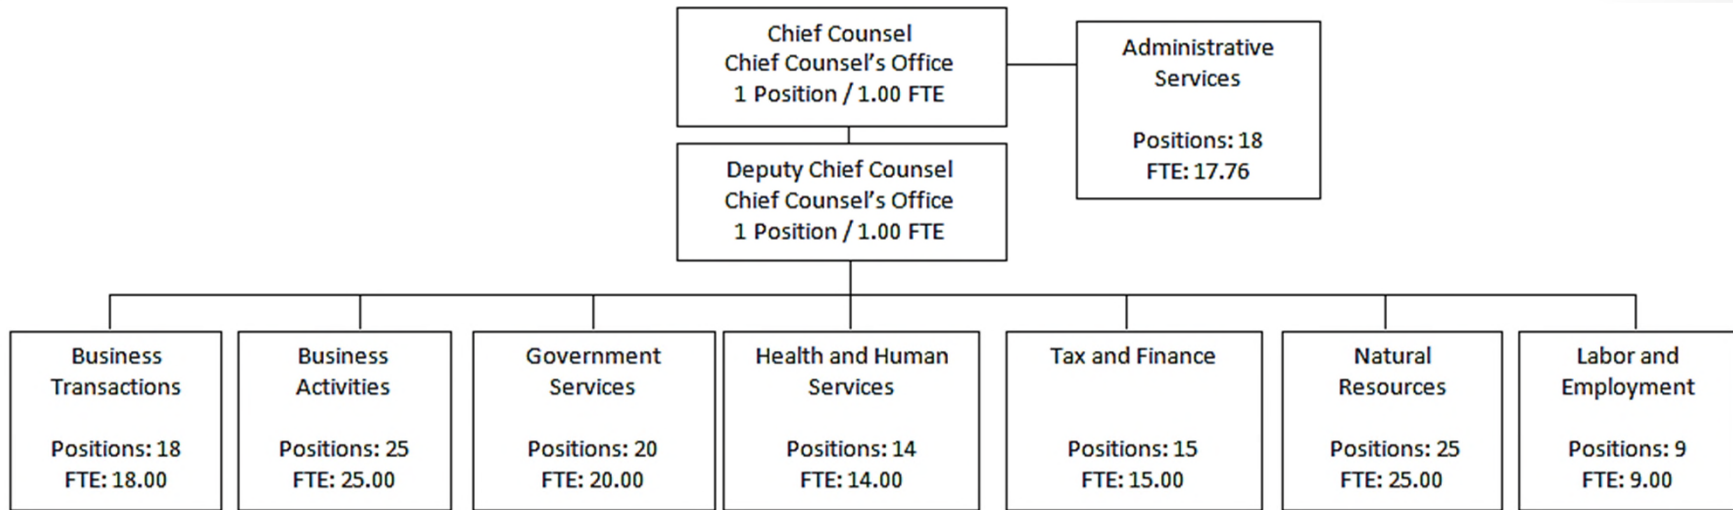 Chief Counsel
Chief Counsel’s Office
1 Position / 1.00 FTE
Administrative
Services
Positions: 18
FTE: 17.76
Deputy Chief Counsel
Chief Counsel’s Office
1 Position / 1.00 FTE
Business
Transactions
Positions: 18
FTE: 18.00
Business
Activities
Positions: 25
FTE: 25.00
Government
Services
Positions: 20
FTE: 20.00
Health and Human
Services
Positions: 14
FTE: 14.00
Tax and Finance
Positions: 15
FTE: 15.00
Natural
Resources
Positions: 25
FTE: 25.00
Labor and
Employment
Positions: 9
FTE: 9.00